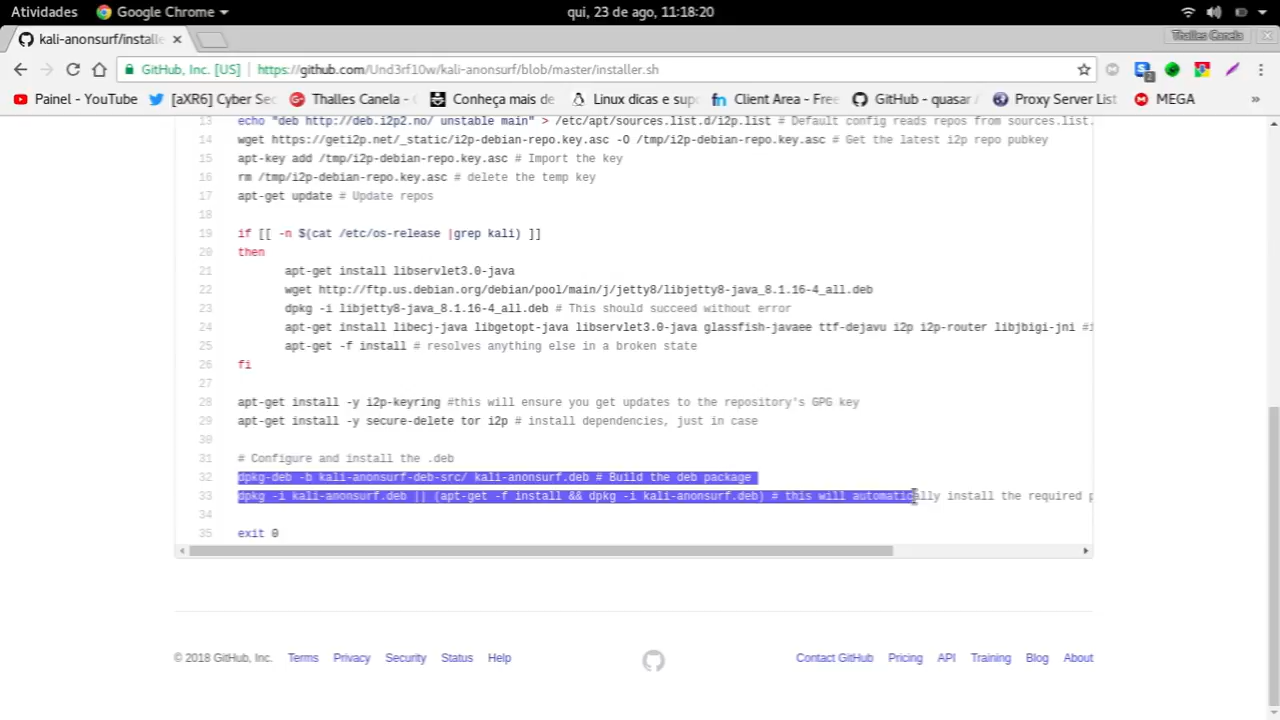 Atividades Google Chrome qui, 23 de ago, 11:18:20
kali-anonsurf/installe Thalles Canela
GitHub, Inc. [US] https://github.com/Und3rf10w/kali-anonsurf/blob/master/installer.sh
Painel - YouTube [aXR6] Cyber Sec Thalles Canela - Conheça mais de Linux dicas e supo Client Area - Free GitHub - quasar / Proxy Server List MEGA »
13 echo "deb http://deb.i2p2.no/ unstable main" > /etc/apt/sources.list.d/i2p.list # Default config reads repos from sources.list.
14 wget https://geti2p.net/_static/i2p-debian-repo.key.asc -O /tmp/i2p-debian-repo.key.asc # Get the latest i2p repo pubkey
15 apt-key add /tmp/i2p-debian-repo.key.asc # Import the key
16 rm /tmp/i2p-debian-repo.key.asc # delete the temp key
17 apt-get update # Update repos
18
19 if [[ -n $(cat /etc/os-release |grep kali) ]]
20 then
21 apt-get install libservlet3.0-java
22 wget http://ftp.us.debian.org/debian/pool/main/j/jetty8/libjetty8-java_8.1.16-4_all.deb
23 dpkg -i libjetty8-java_8.1.16-4_all.deb # This should succeed without error
24 apt-get install libecj-java libgetopt-java libservlet3.0-java glassfish-javaee ttf-dejavu i2p i2p-router libjbigi-jni #i
25 apt-get -f install # resolves anything else in a broken state
26 fi
27
28 apt-get install -y i2p-keyring #this will ensure you get updates to the repository's GPG key
29 apt-get install -y secure-delete tor i2p # install dependencies, just in case
30
31 # Configure and install the .deb
32 dpkg-deb -b kali-anonsurf-deb-src/ kali-anonsurf.deb # Build the deb package
33 dpkg -i kali-anonsurf.deb || (apt-get -f install && dpkg -i kali-anonsurf.deb) # this will automatically install the required p
34
35 exit 0
© 2018 GitHub, Inc. Terms Privacy Security Status Help Contact GitHub Pricing API Training Blog About